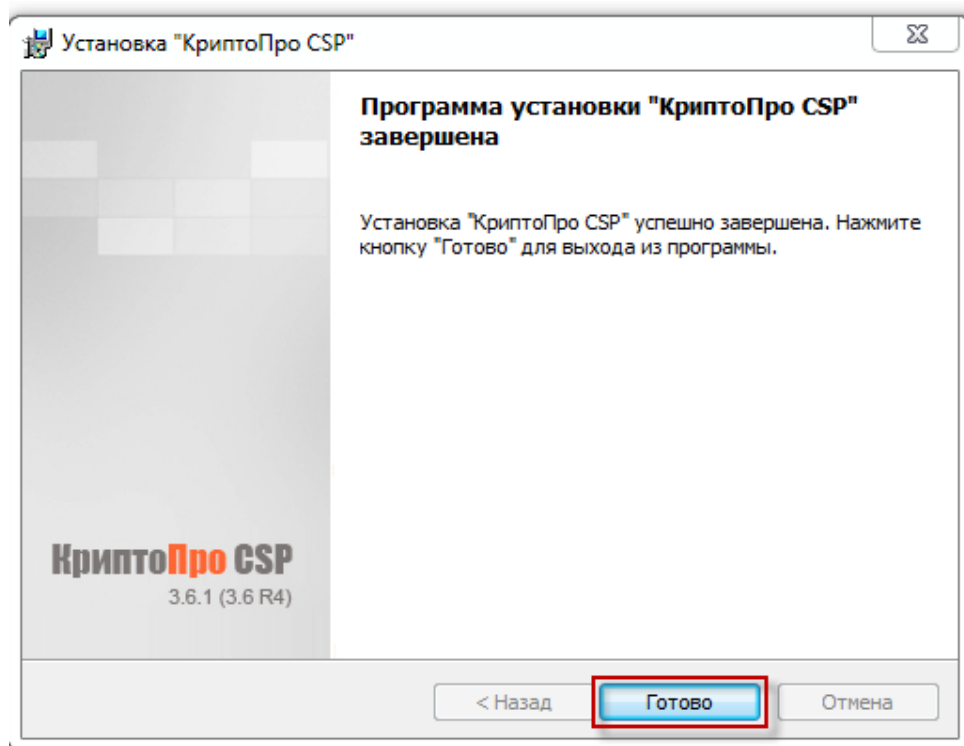 Установка "КриптоПро CSP"
Программа установки "КриптоПро CSP"
завершена
Установка "КриптоПро CSP" успешно завершена. Нажмите
кнопку "Готово" для выхода из программы.
КриптоПро CSP
3.6.1 (3.6 R4)
< Назад
Готово
Отмена